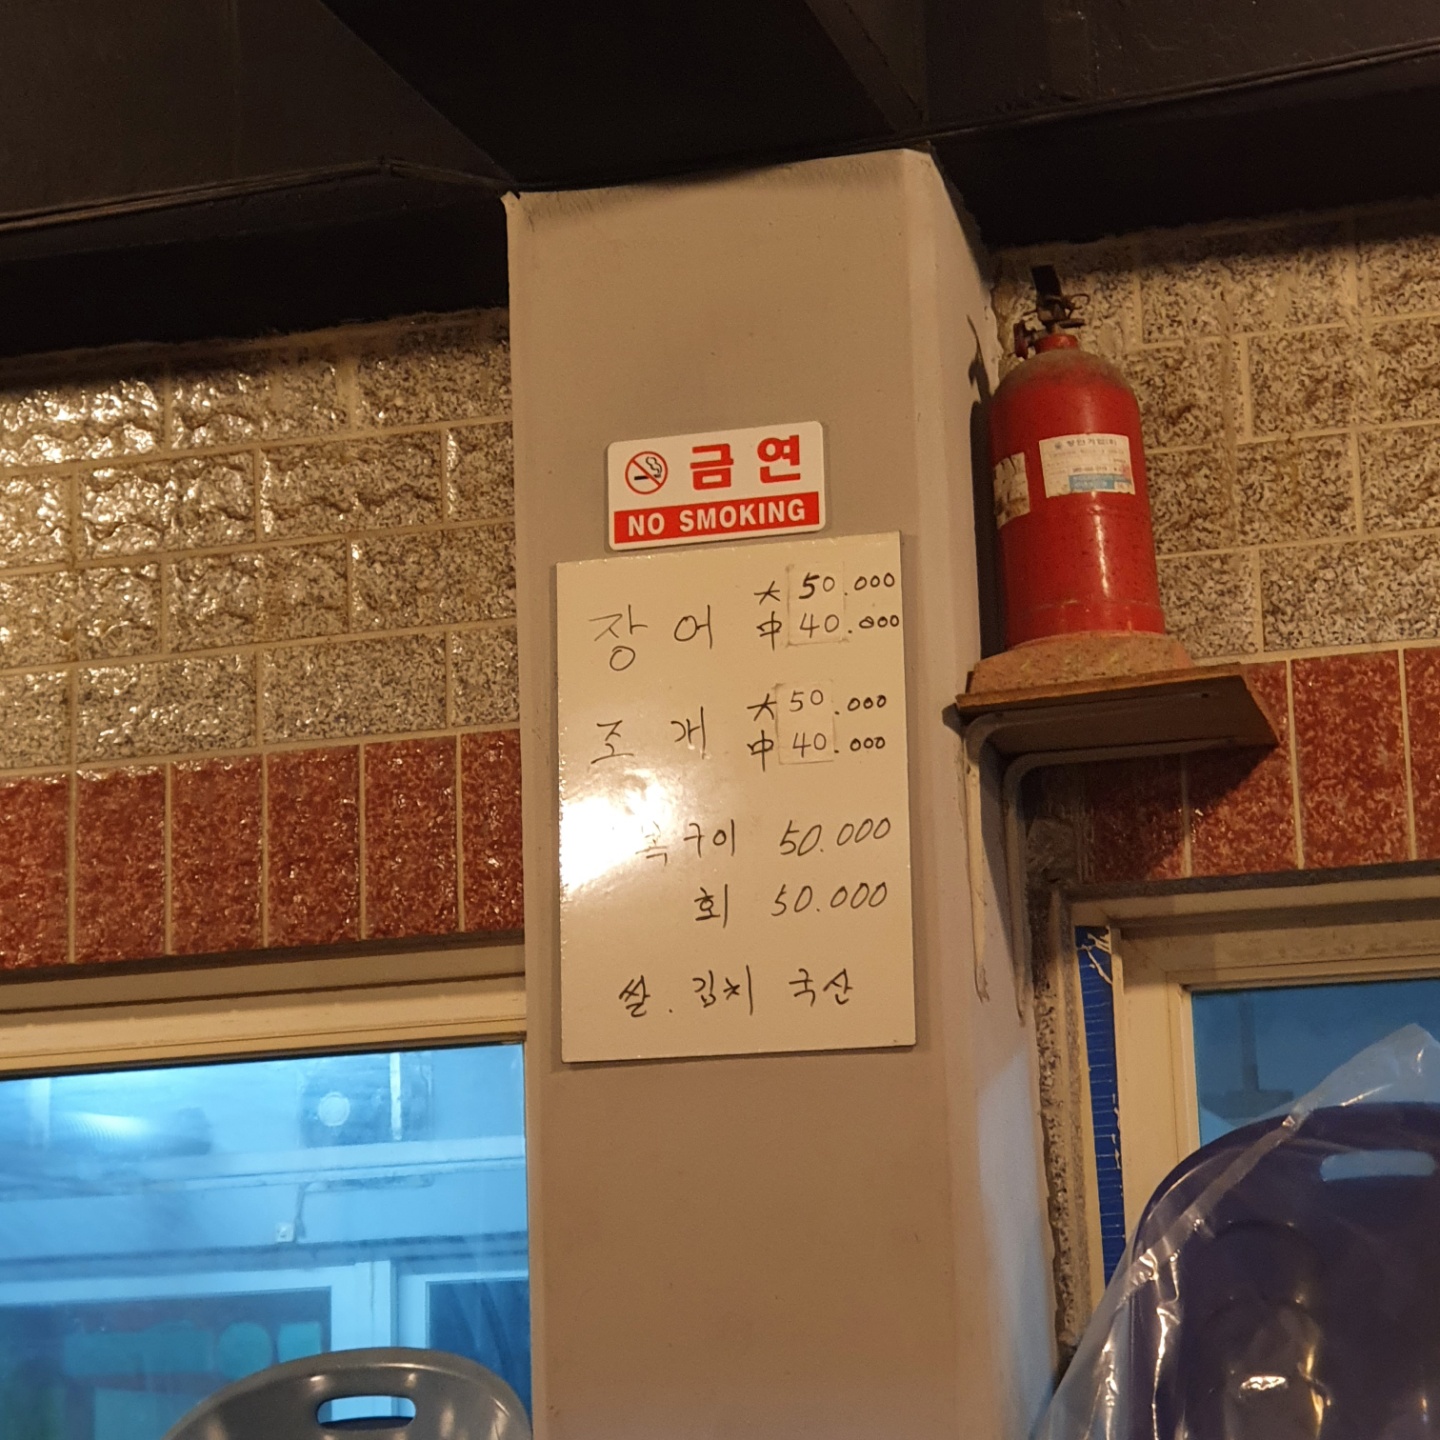 금연
NO SMOKING
장어 大 50.000
中 40.000
조개 大 50.000
中 40.000
구이 50.000
회 50.000
쌀. 김치 국산